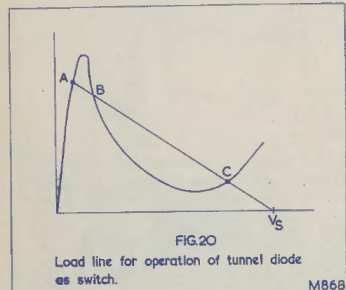 A
B
C
VS
FIG.20
Load line for operation of tunnel diode
as switch.
M868